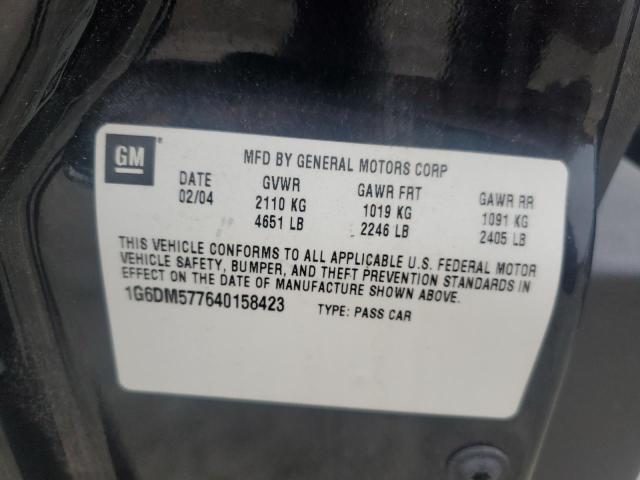 GM
MFD BY GENERAL MOTORS CORP
DATE GVWR GAWR FRT GAWR RR
02/04 2110 KG 1019 KG 1091 KG
4651 LB 2246 LB 2405 LB
THIS VEHICLE CONFORMS TO ALL APPLICABLE U.S. FEDERAL MOTOR
VEHICLE SAFETY, BUMPER, AND THEFT PREVENTION STANDARDS IN
EFFECT ON THE DATE OF MANUFACTURE SHOWN ABOVE.
1G6DM577640158423 TYPE: PASS CAR